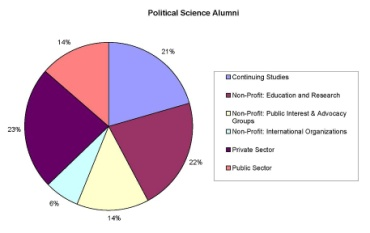 Political Science Alumni
14%
21%
23%
22%
6%
14%
Continuing Studies
Non-Profit: Education and Research
Non-Profit: Public Interest & Advocacy
Groups
Non-Profit: International Organizations
Private Sector
Public Sector